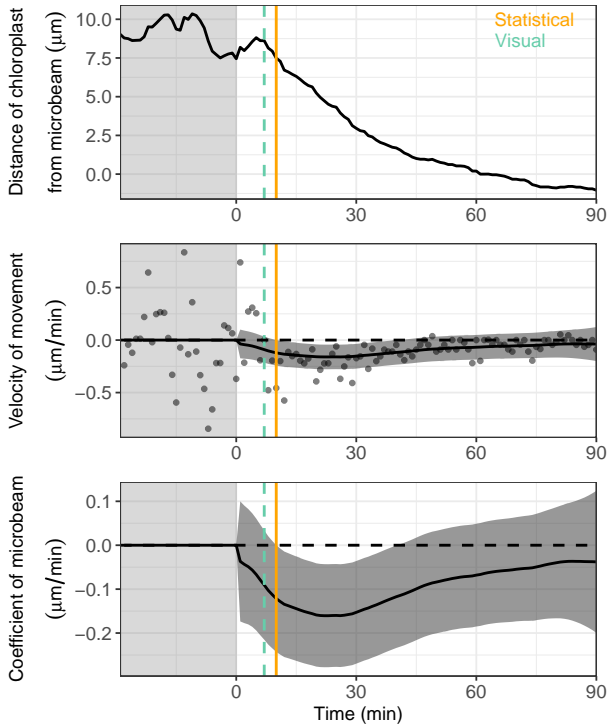 Distance of chloroplast
from microbeam (μm)
10.0
7.5
5.0
2.5
0.0
Statistical
Visual
0
30
60
90
Velocity of movement
(μm/min)
0.5
0.0
−0.5
0
30
60
90
Coefficient of microbeam
(μm/min)
0.1
0.0
−0.1
−0.2
0
30
60
90
Time (min)